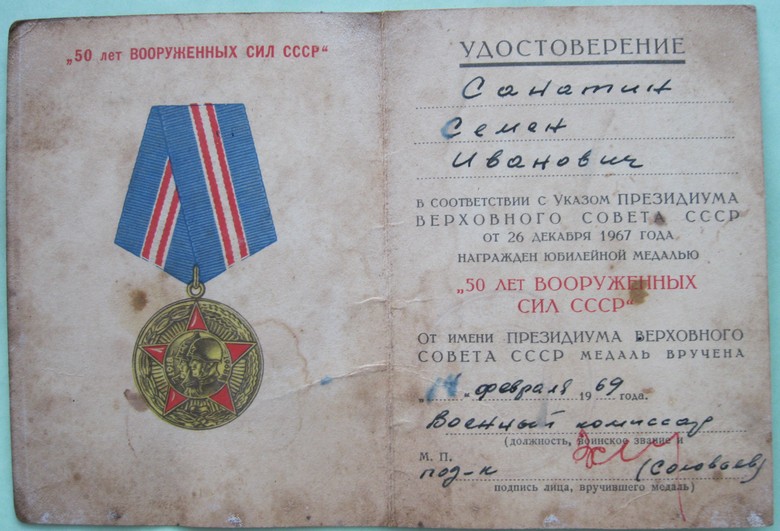 „50 лет ВООРУЖЕННЫХ СИЛ СССР“
УДОСТОВЕРЕНИЕ
Санатин
Семен
Иванович
В СООТВЕТСТВИИ С УКАЗОМ ПРЕЗИДИУМА
ВЕРХОВНОГО СОВЕТА СССР
ОТ 26 ДЕКАБРЯ 1967 ГОДА
НАГРАЖДЕН ЮБИЛЕЙНОЙ МЕДАЛЬЮ
„50 ЛЕТ ВООРУЖЕННЫХ
СИЛ СССР“
ОТ ИМЕНИ ПРЕЗИДИУМА ВЕРХОВНОГО
СОВЕТА СССР МЕДАЛЬ ВРУЧЕНА
„ “ февраля 1969 года.
Военный комиссар
(должность, воинское звание и
М. П.
под-к (Соловьев)
подпись лица, вручившего медаль)